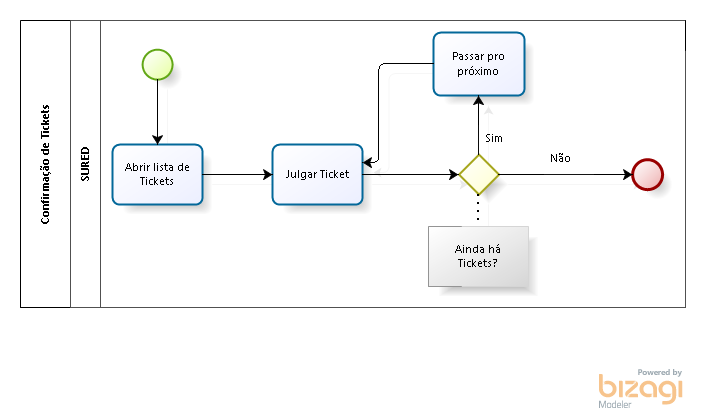 Confirmação de Tickets
SURED
Abrir lista de
Tickets
Julgar Ticket
Passar pro
próximo
Sim
Não
Ainda há
Tickets?
Powered by
bizagi
Modeler